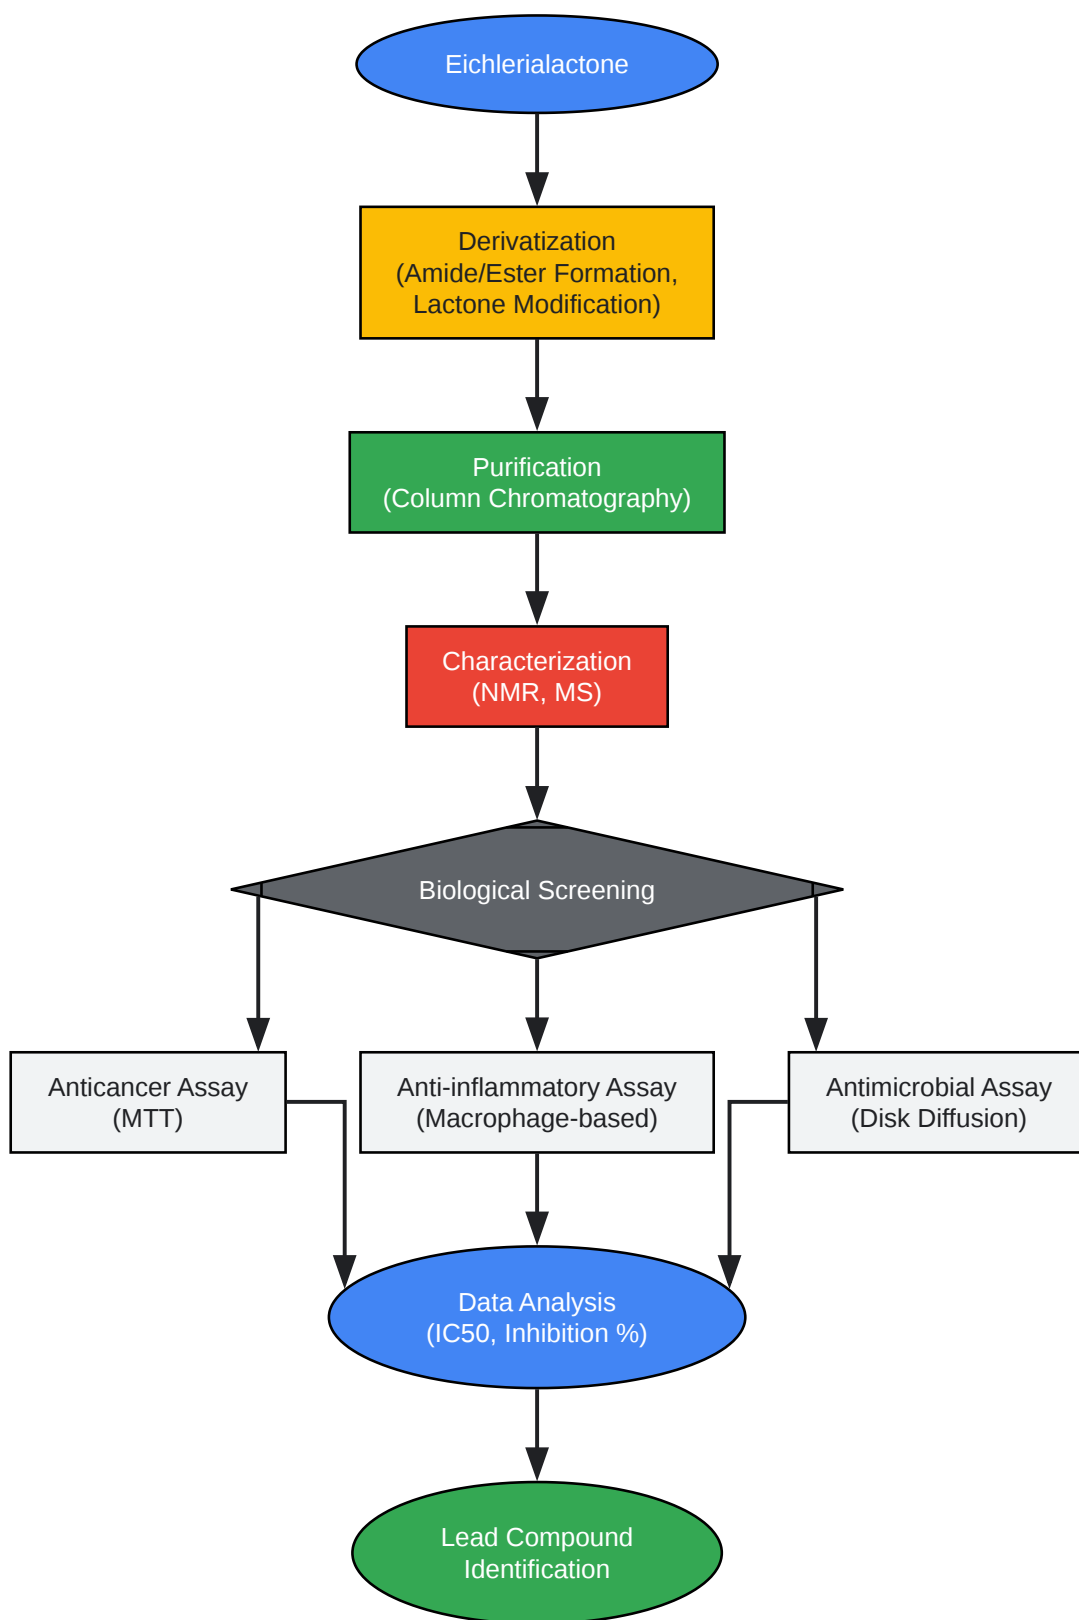 Eichlerialactone
Derivatization
(Amide/Ester Formation,
Lactone Modification)
Purification
(Column Chromatography)
Characterization
(NMR, MS)
Biological Screening
Anticancer Assay
(MTT)
Anti-inflammatory Assay
(Macrophage-based)
Antimicrobial Assay
(Disk Diffusion)
Data Analysis
(IC50, Inhibition %)
Lead Compound
Identification